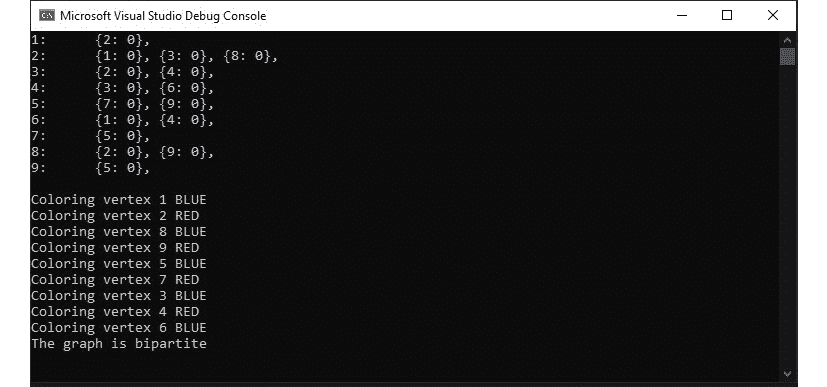 Microsoft Visual Studio Debug Console
1: {2: 0},
2: {1: 0}, {3: 0}, {8: 0},
3: {2: 0}, {4: 0},
4: {3: 0}, {6: 0},
5: {7: 0}, {9: 0},
6: {1: 0}, {4: 0},
7: {5: 0},
8: {2: 0}, {9: 0},
9: {5: 0},
Coloring vertex 1 BLUE
Coloring vertex 2 RED
Coloring vertex 8 BLUE
Coloring vertex 9 RED
Coloring vertex 5 BLUE
Coloring vertex 7 RED
Coloring vertex 3 BLUE
Coloring vertex 4 RED
Coloring vertex 6 BLUE
The graph is bipartite